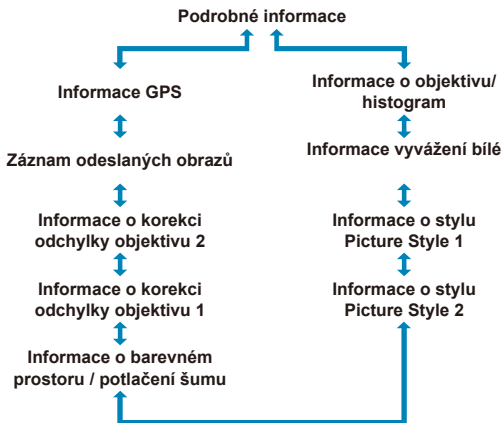 Podrobné informace
Informace GPS
Záznam odeslaných obrazů
Informace o korekci
odchylky objektivu 2
Informace o korekci
odchylky objektivu 1
Informace o barevném
prostoru / potlačení šumu
Informace o objektivu/
histogram
Informace vyvážení bílé
Informace o stylu
Picture Style 1
Informace o stylu
Picture Style 2